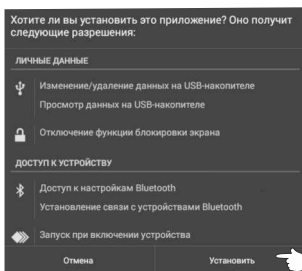 Хотите ли вы установить это приложение? Оно получит
следующие разрешения:
ЛИЧНЫЕ ДАННЫЕ
Изменение/удаление данных на USB-накопителе
Просмотр данных на USB-накопителе
Отключение функции блокировки экрана
ДОСТУП К УСТРОЙСТВУ
Доступ к настройкам Bluetooth
Установление связи с устройствами Bluetooth
Запуск при включении устройства
Отмена Установить